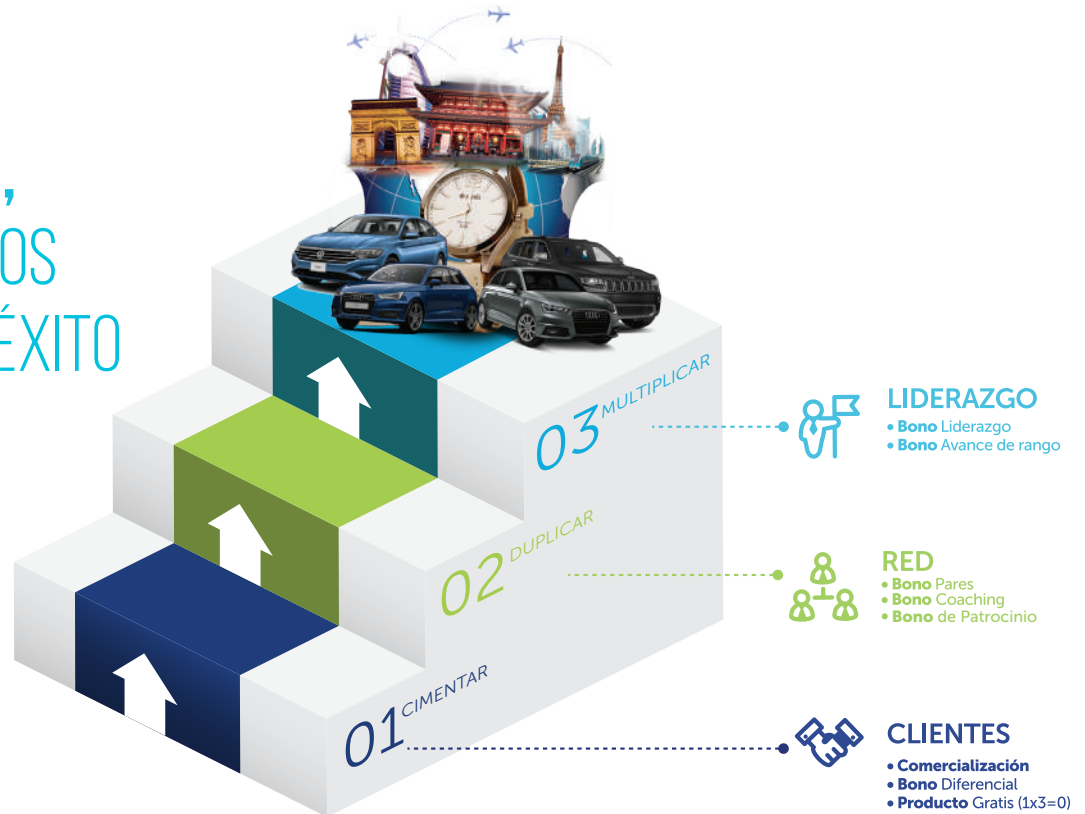 ,
OS
ÉXITO
03 MULTIPLICAR
LIDERAZGO
• Bono Liderazgo
• Bono Avance de rango
02 DUPLICAR
RED
• Bono Pares
• Bono Coaching
• Bono de Patrocinio
01 CIMENTAR
CLIENTES
• Comercialización
• Bono Diferencial
• Producto Gratis (1x3=0)